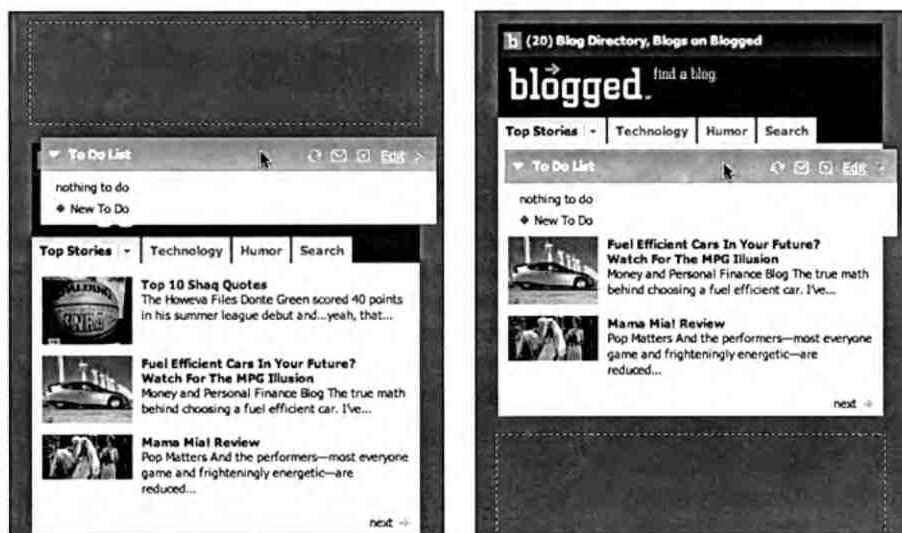 To Do List
Edit
nothing to do
New To Do
Top Stories
Technology
Humor
Search
Top 10 Shaq Quotes
The Howeva Files Donte Green scored 40 points
in his summer league debut and...yeah, that...
Fuel Efficient Cars In Your Future?
Watch For The MPG Illusion
Money and Personal Finance Blog The true math
behind choosing a fuel efficient car. I've...
Mama Mia! Review
Pop Matters And the performers—most everyone
game and frighteningly energetic—are
reduced...
next
b (20) Blog Directory, Blogs on Blogged
blogged find a blog
Top Stories
Technology
Humor
Search
To Do List
Edit
nothing to do
New To Do
Fuel Efficient Cars In Your Future?
Watch For The MPG Illusion
Money and Personal Finance Blog The true math
behind choosing a fuel efficient car. I've...
Mama Mia! Review
Pop Matters And the performers—most everyone
game and frighteningly energetic—are
reduced...
next